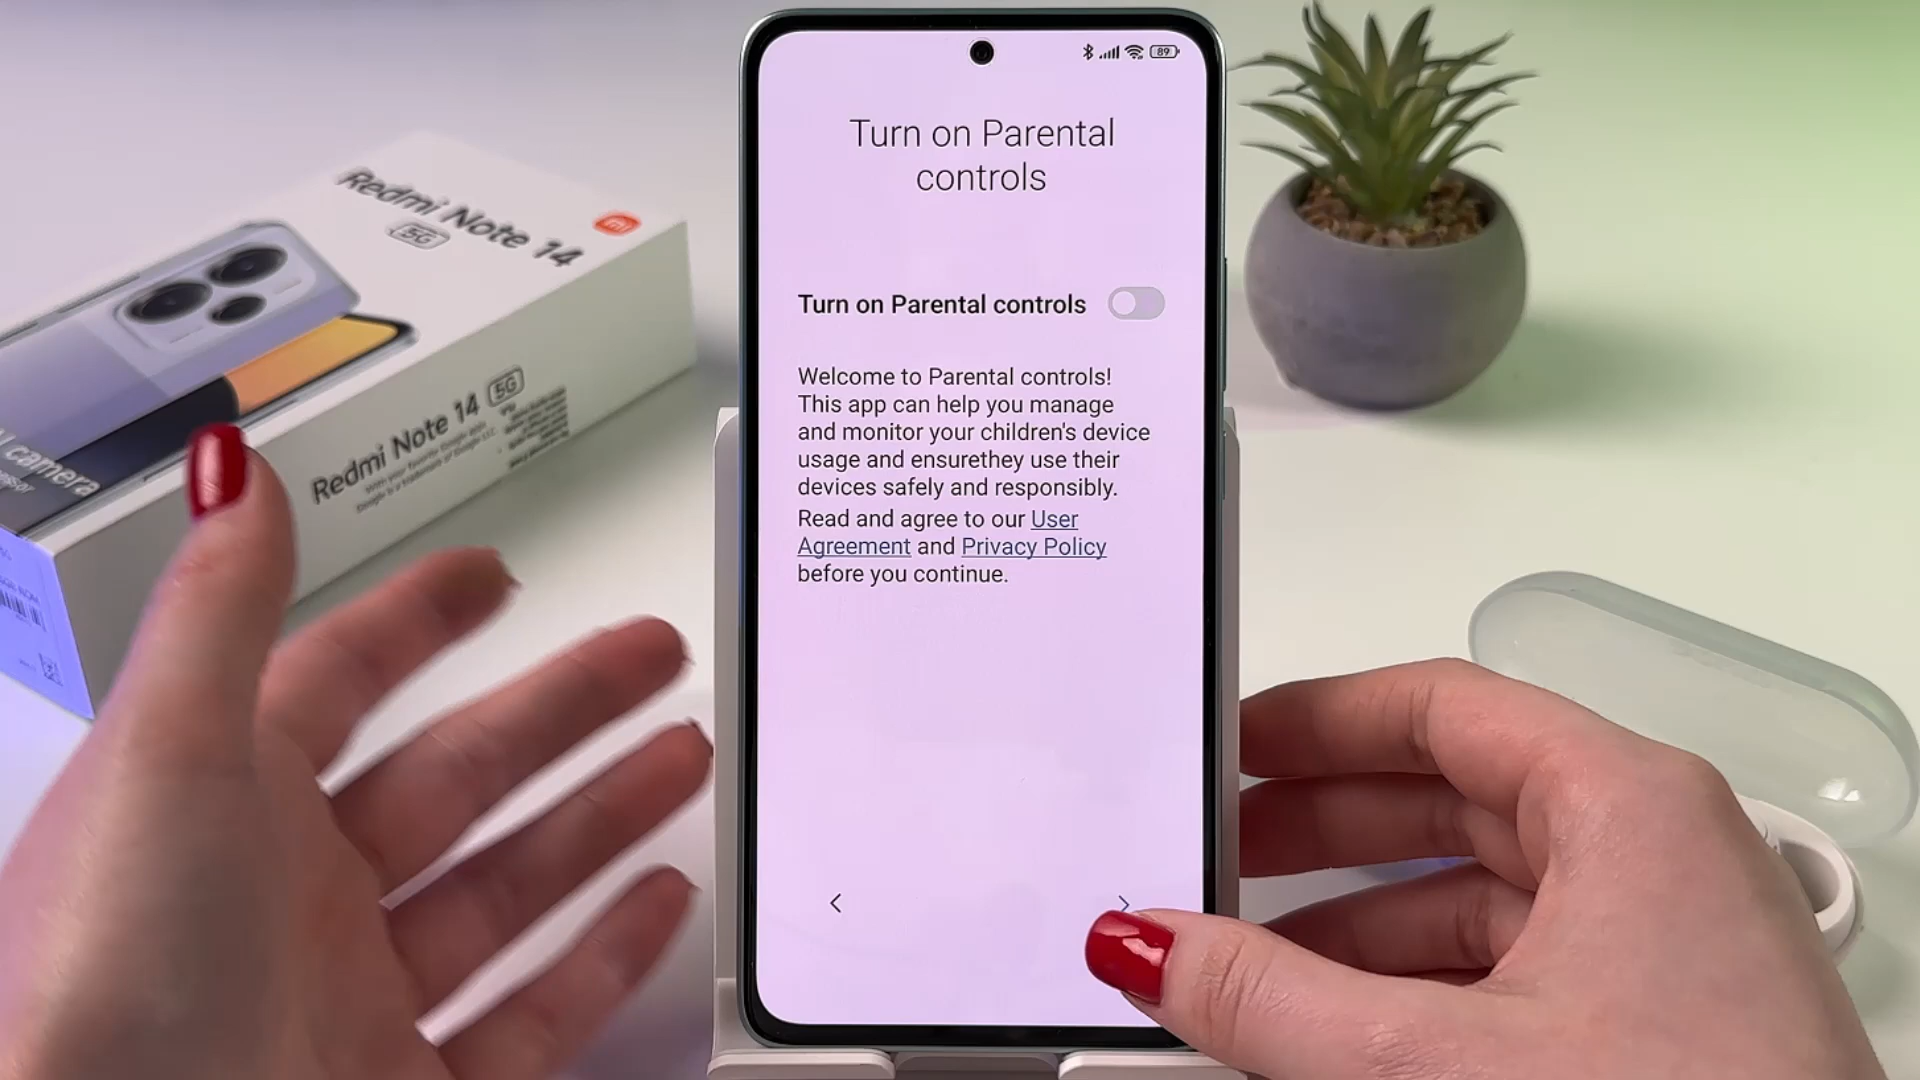 89
Turn on Parental
controls
Turn on Parental controls
Welcome to Parental controls!
This app can help you manage
and monitor your children's device
usage and ensurethey use their
devices safely and responsibly.
Read and agree to our User
Agreement and Privacy Policy
before you continue.
Redmi Note 14
5G
mi
Redmi Note 14 5G
camera